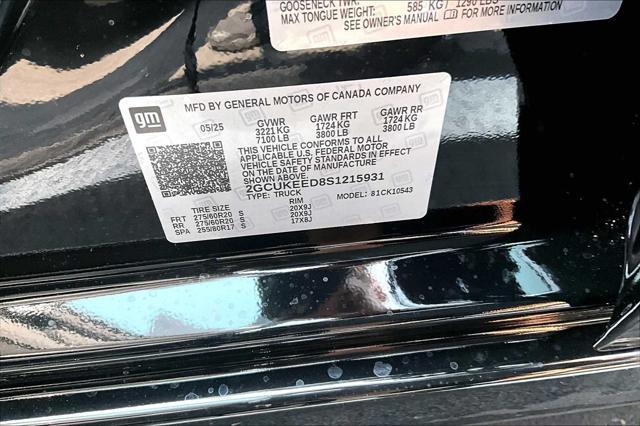 GOOSENECK TWR:
MAX TONGUE WEIGHT: 585 KG / 1290 LBS
SEE OWNER'S MANUAL FOR MORE INFORMATION
gm
MFD BY GENERAL MOTORS OF CANADA COMPANY
05/25 GVWR GAWR FRT GAWR RR
3221 KG 1724 KG 1724 KG
7100 LB 3800 LB 3800 LB
THIS VEHICLE CONFORMS TO ALL
APPLICABLE U.S. FEDERAL MOTOR
VEHICLE SAFETY STANDARDS IN EFFECT
ON THE DATE OF MANUFACTURE
SHOWN ABOVE.
2GCUKEED8S1215931
TYPE: TRUCK MODEL: 81CK10543
TIRE SIZE RIM
FRT 275/60R20 S 20X9J
RR 275/60R20 S 20X9J
SPA 255/80R17 S 17X8J